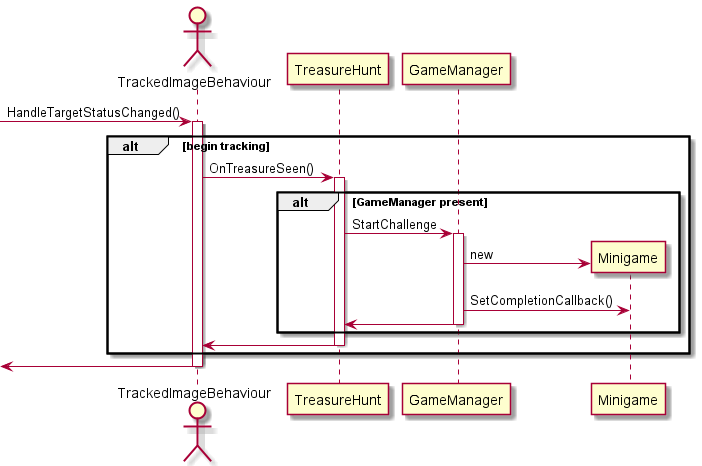 TrackedImageBehaviour
TreasureHunt
GameManager
HandleTargetStatusChanged()
alt
[begin tracking]
OnTreasureSeen()
alt
[GameManager present]
StartChallenge
new
Minigame
SetCompletionCallback()
TrackedImageBehaviour
TreasureHunt
GameManager
Minigame